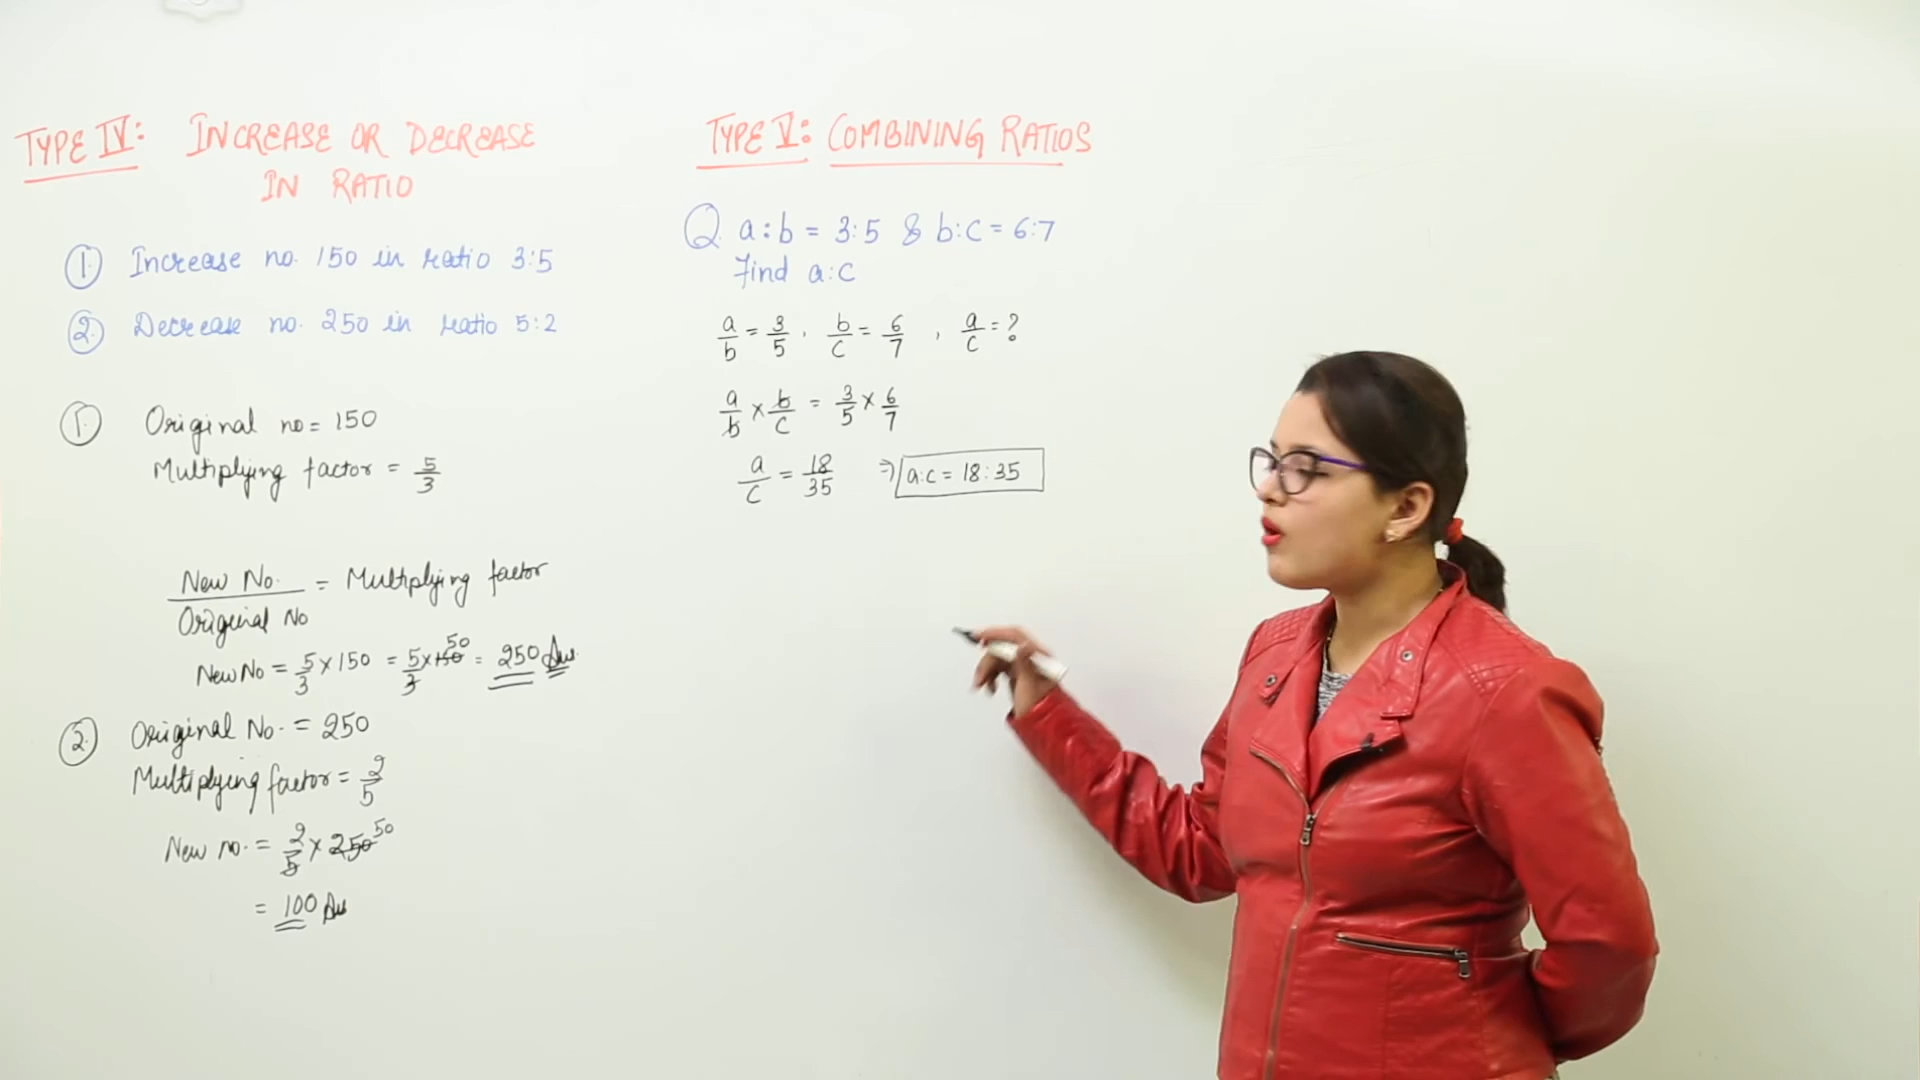 TYPE IV: INCREASE OR DECREASE
IN RATIO
1. Increase no. 150 in ratio 3:5
2. Decrease no. 250 in ratio 5:2
1. Original no = 150
Multiplying factor = 5/3
New No. / Original No = Multiplying factor
New No = 5/3 × 150 = 5/3 × 150 50 = 250 Ans.
2. Original No. = 250
Multiplying factor = 2/5
New no. = 2/5 × 250 50
= 100 Ans
TYPE V: COMBINING RATIOS
Q. a:b = 3:5 & b:c = 6:7
Find a:c
a/b = 3/5, b/c = 6/7, a/c = ?
a/b × b/c = 3/5 × 6/7
a/c = 18/35 ⇒ a:c = 18:35